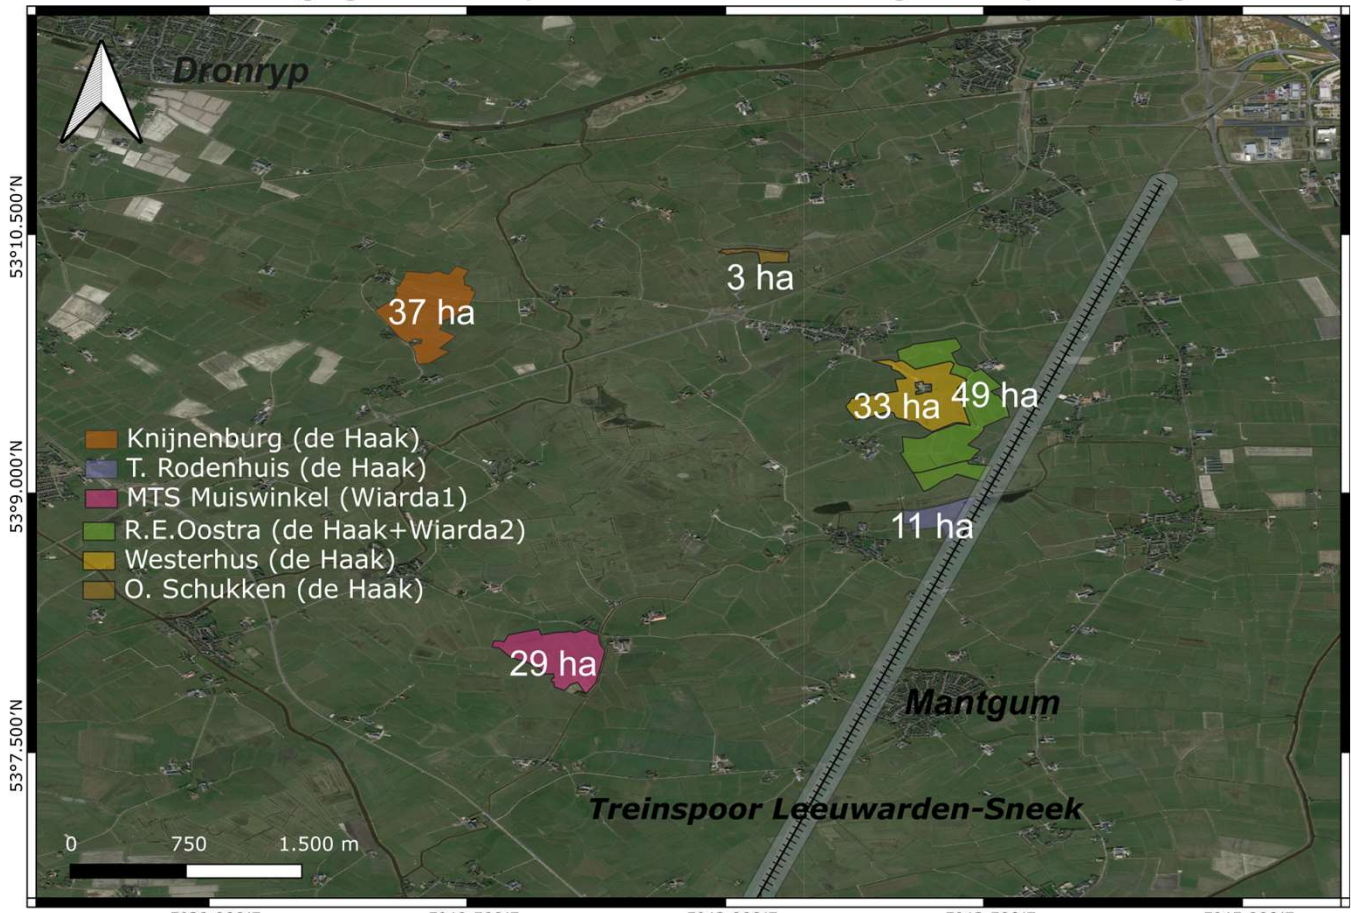 Dronryp
53°10.500'N
3 ha
37 ha
33 ha
49 ha
Knijnenburg (de Haak)
T. Rodenhuis (de Haak)
53°9.000'N
MTS Muiswinkel (Wiarda1)
11 ha
R.E.Oostra (de Haak+Wiarda2)
Westerhus (de Haak)
O. Schukken (de Haak)
29 ha
Mantgum
53°7.500'N
Treinspoor Leeuwarden-Sneek
0 750 1.500 m